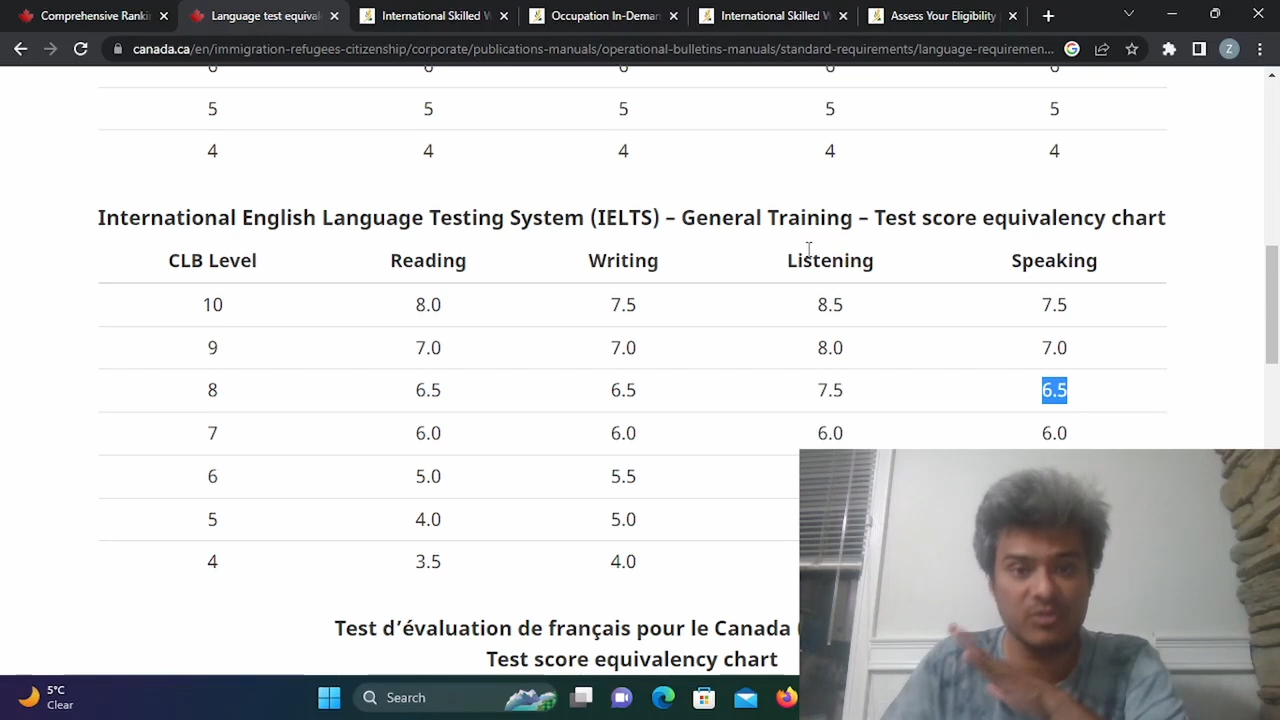 Comprehensive Ranki
Language test equival
International Skilled W
Occupation In-Deman
International Skilled W
Assess Your Eligibility
canada.ca/en/immigration-refugees-citizenship/corporate/publications-manuals/operational-bulletins-manuals/standard-requirements/language-requiremen...
Z
6 6 6 6 6
5 5 5 5 5
4 4 4 4 4
International English Language Testing System (IELTS) – General Training – Test score equivalency chart
CLB Level Reading Writing Listening Speaking
10 8.0 7.5 8.5 7.5
9 7.0 7.0 8.0 7.0
8 6.5 6.5 7.5 6.5
7 6.0 6.0 6.0 6.0
6 5.0 5.5
5 4.0 5.0
4 3.5 4.0
Test d’évaluation de français pour le Canada
Test score equivalency chart
5°C
Clear
Search